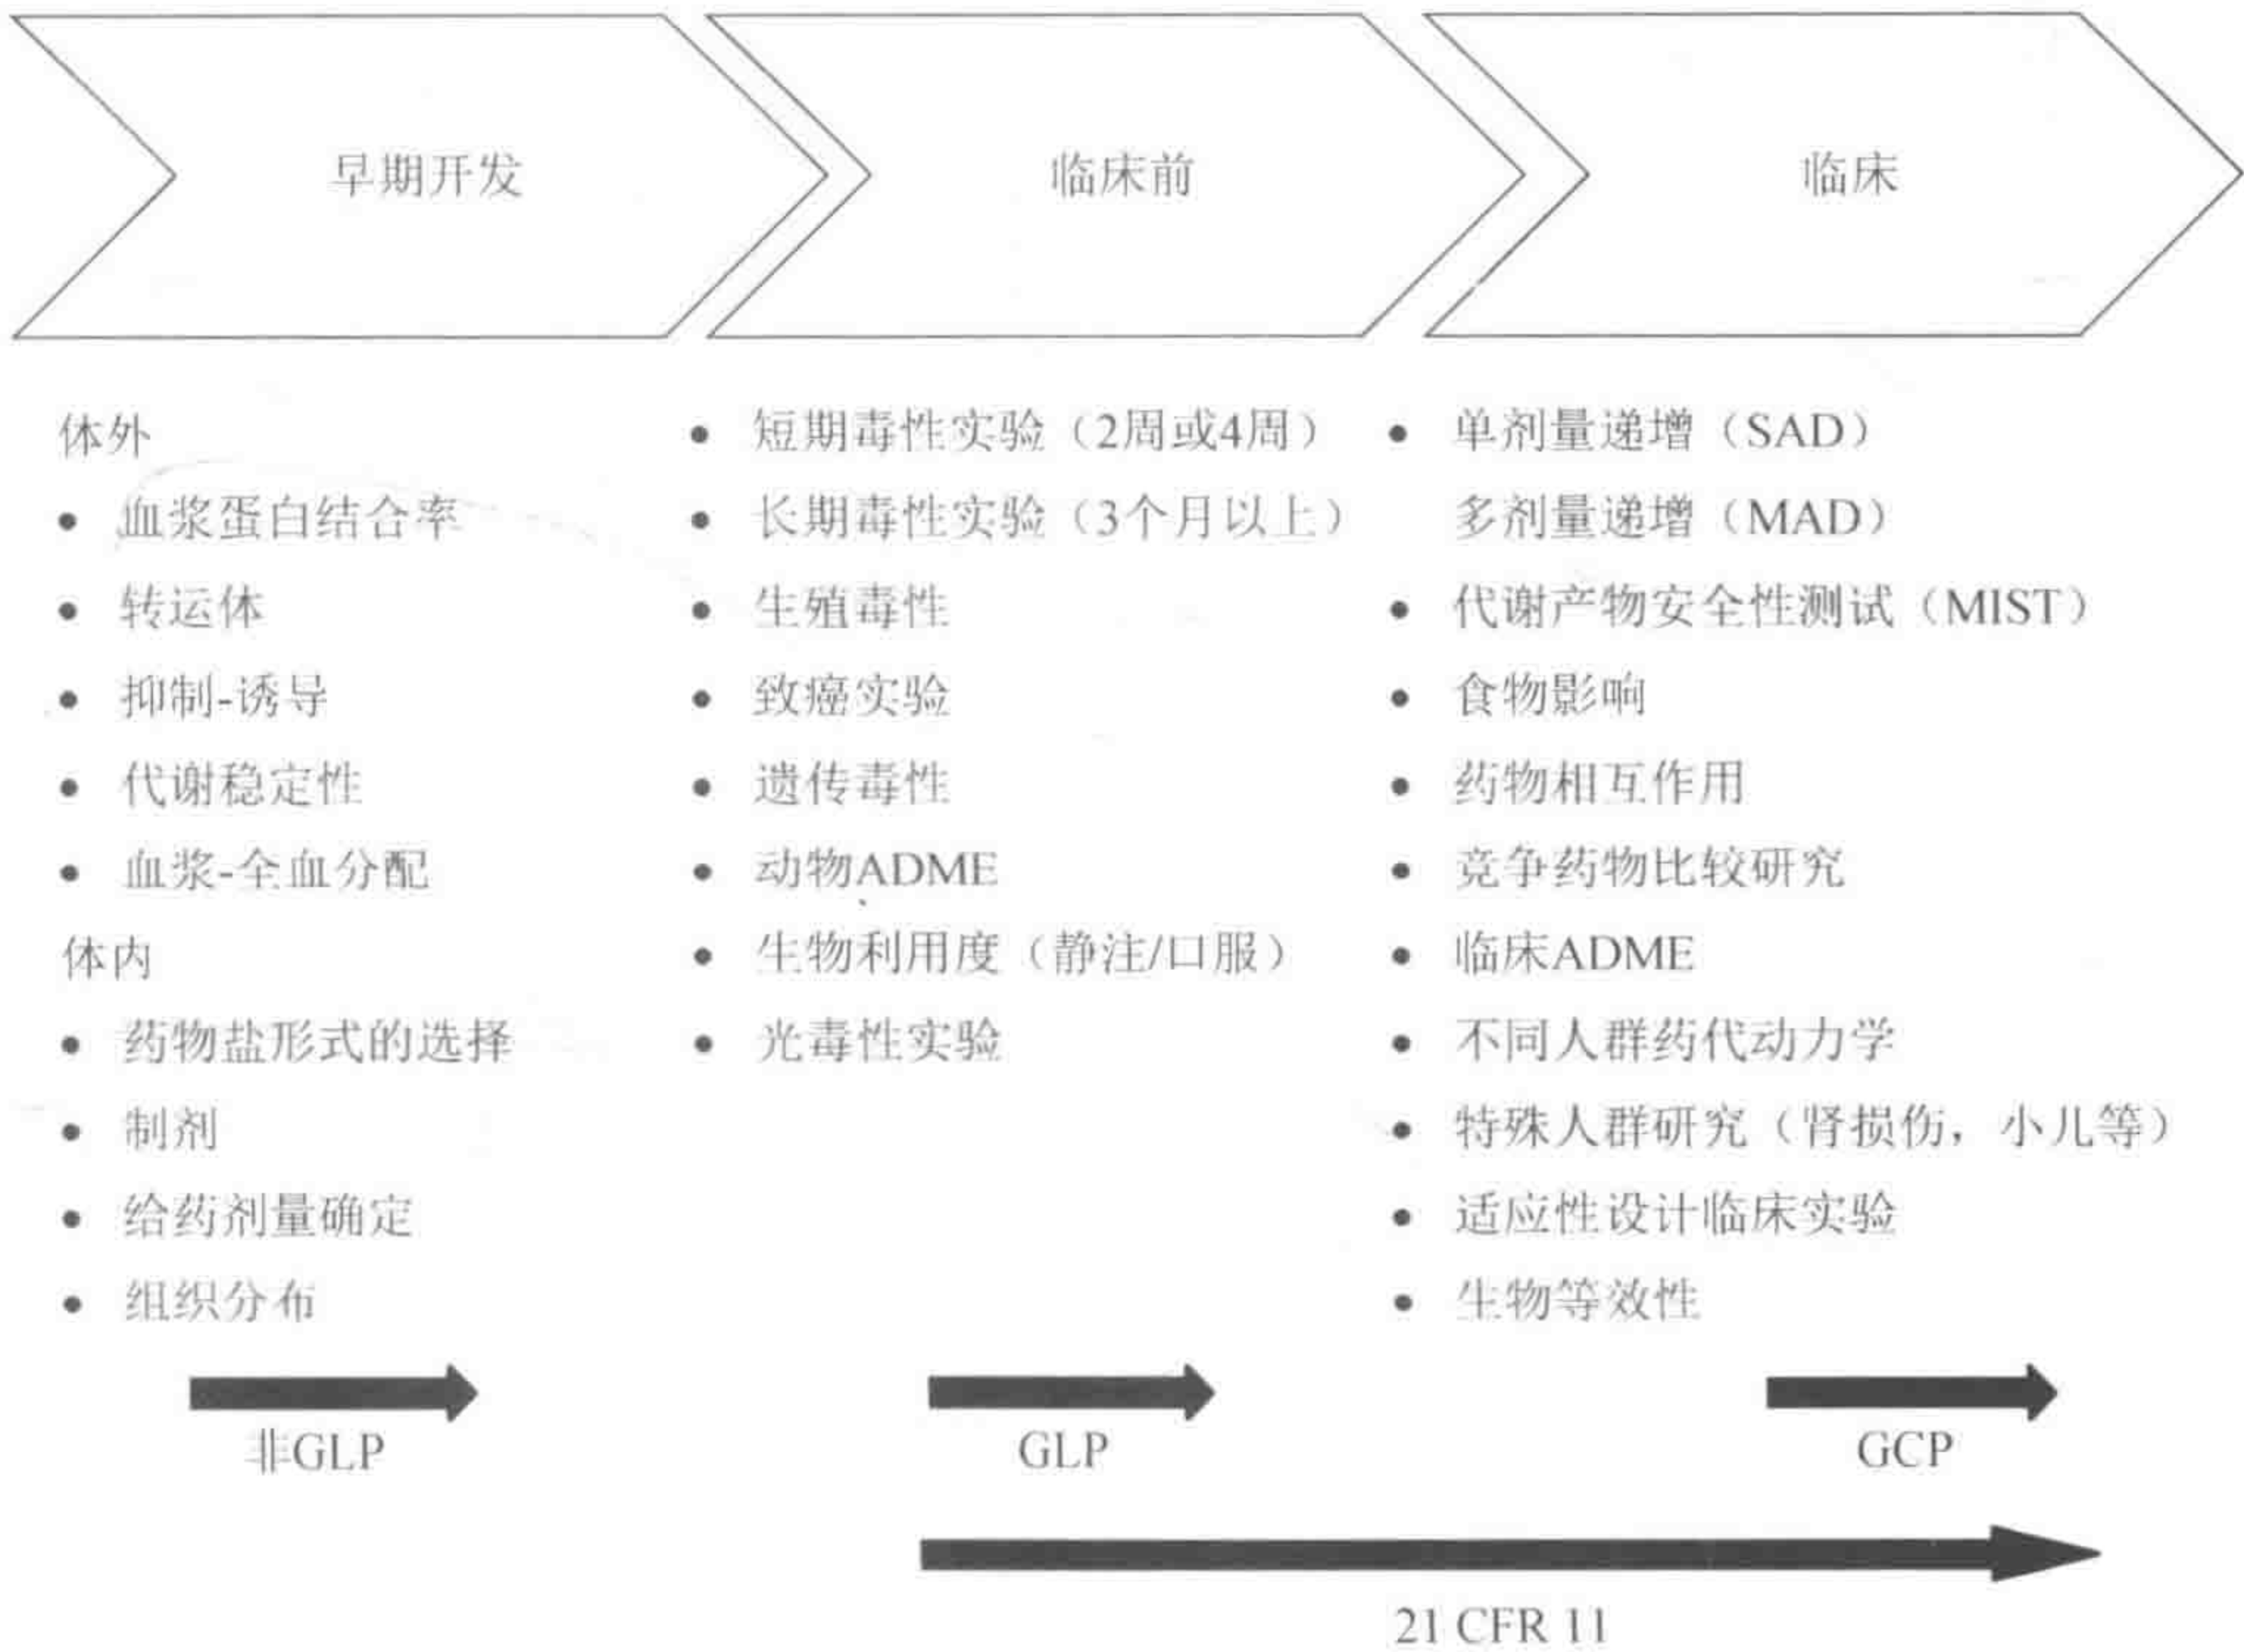 早期开发
临床前
临床
体外
• 血浆蛋白结合率
• 转运体
• 抑制-诱导
• 代谢稳定性
• 血浆-全血分配
体内
• 药物盐形式的选择
• 制剂
• 给药剂量确定
• 组织分布
• 短期毒性实验（2周或4周）
• 长期毒性实验（3个月以上）
• 生殖毒性
• 致癌实验
• 遗传毒性
• 动物ADME
• 生物利用度（静注/口服）
• 光毒性实验
• 单剂量递增（SAD）
多剂量递增（MAD）
• 代谢产物安全性测试（MIST）
• 食物影响
• 药物相互作用
• 竞争药物比较研究
• 临床ADME
• 不同人群药代动力学
• 特殊人群研究（肾损伤，小儿等）
• 适应性设计临床实验
• 生物等效性
非GLP
GLP
GCP
21 CFR 11